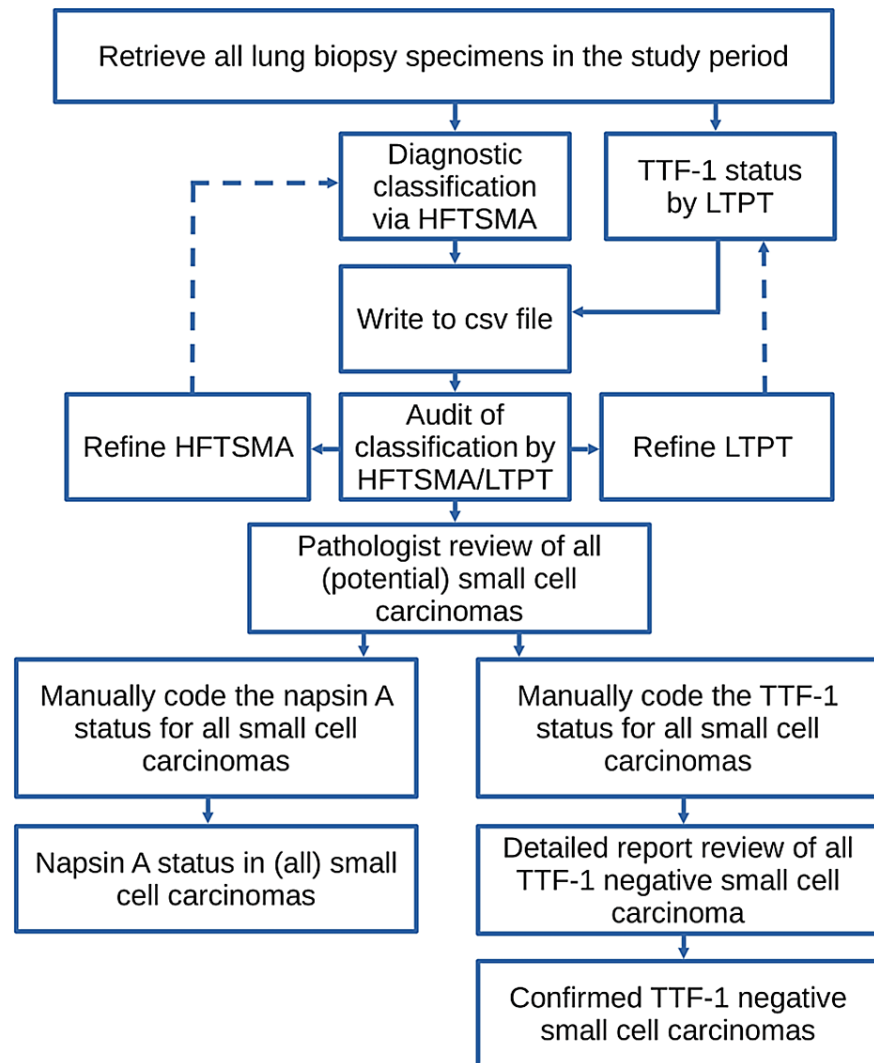 Retrieve all lung biopsy specimens in the study period
Diagnostic
classification
via HFTSMA
TTF-1 status
by LTPT
Write to csv file
Refine HFTSMA
Audit of
classification by
HFTSMA/LTPT
Refine LTPT
Pathologist review of all
(potential) small cell
carcinomas
Manually code the napsin A
status for all small cell
carcinomas
Manually code the TTF-1
status for all small cell
carcinomas
Napsin A status in (all) small
cell carcinomas
Detailed report review of all
TTF-1 negative small cell
carcinoma
Confirmed TTF-1 negative
small cell carcinomas